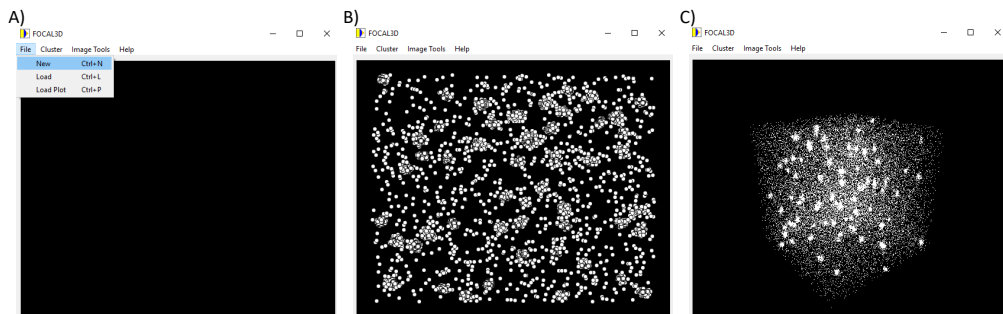 A)
FOCAL3D
File Cluster Image Tools Help
New Ctrl+N
Load Ctrl+L
Load Plot Ctrl+P
B)
FOCAL3D
File Cluster Image Tools Help
C)
FOCAL3D
File Cluster Image Tools Help